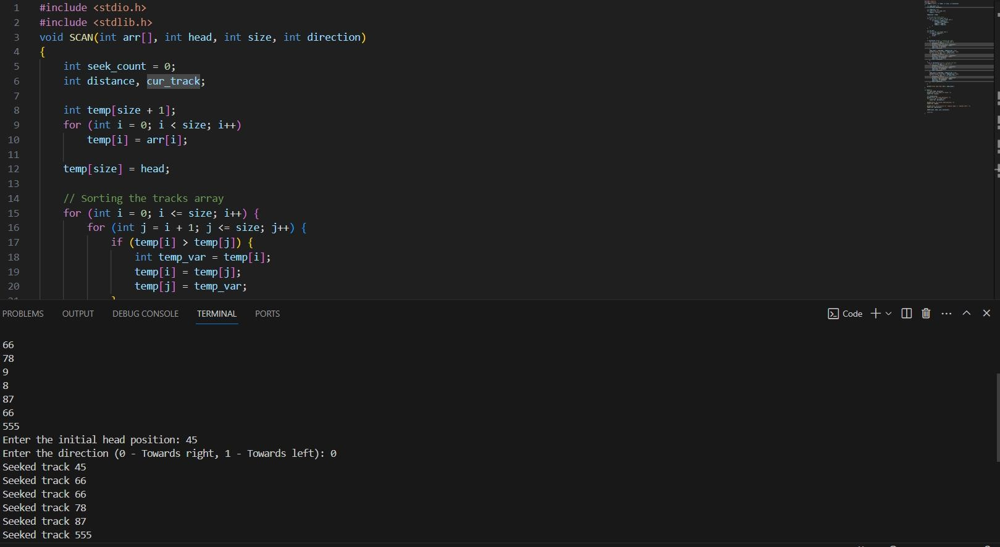 1 #include <stdio.h>
2 #include <stdlib.h>
3 void SCAN(int arr[], int head, int size, int direction)
4 {
5 int seek_count = 0;
6 int distance, cur_track;
7
8 int temp[size + 1];
9 for (int i = 0; i < size; i++)
10 temp[i] = arr[i];
11
12 temp[size] = head;
13
14 // Sorting the tracks array
15 for (int i = 0; i <= size; i++) {
16 for (int j = i + 1; j <= size; j++) {
17 if (temp[i] > temp[j]) {
18 int temp_var = temp[i];
19 temp[i] = temp[j];
20 temp[j] = temp_var;
21 }
PROBLEMS OUTPUT DEBUG CONSOLE TERMINAL PORTS Code
66
78
9
8
87
66
555
Enter the initial head position: 45
Enter the direction (0 - Towards right, 1 - Towards left): 0
Seeked track 45
Seeked track 66
Seeked track 66
Seeked track 78
Seeked track 87
Seeked track 555